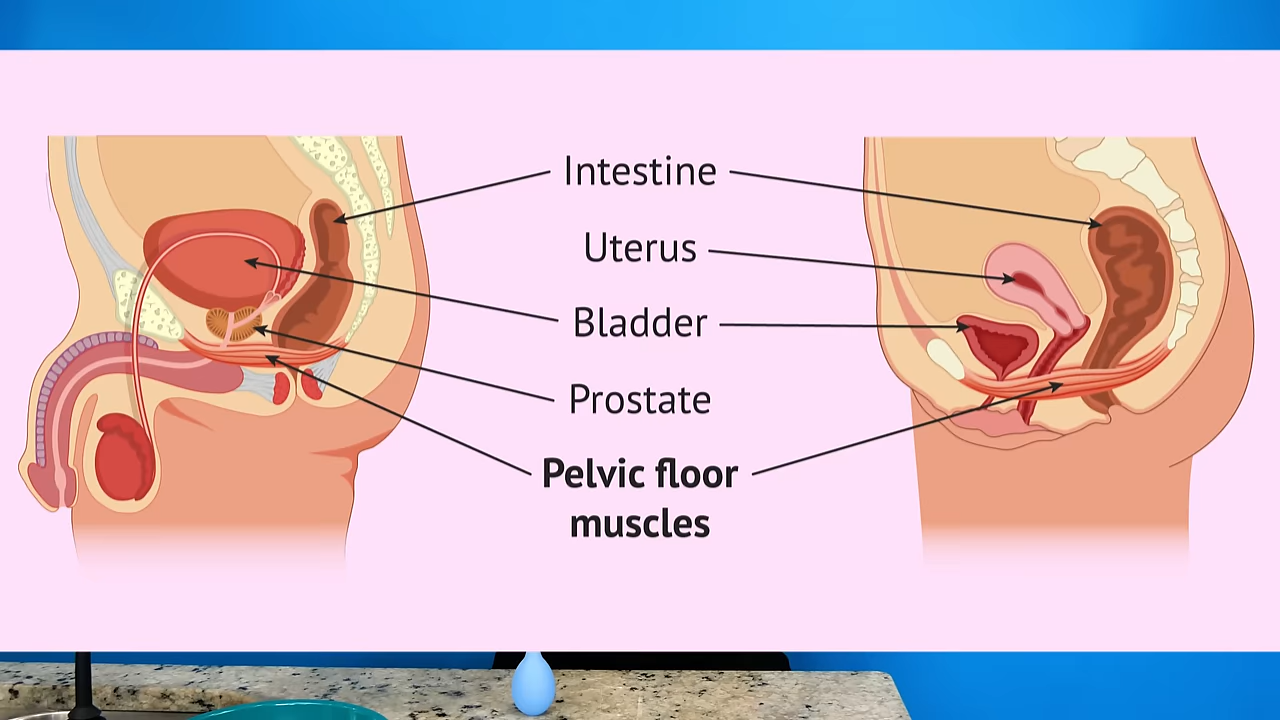 Intestine
Uterus
Bladder
Prostate
Pelvic floor
muscles